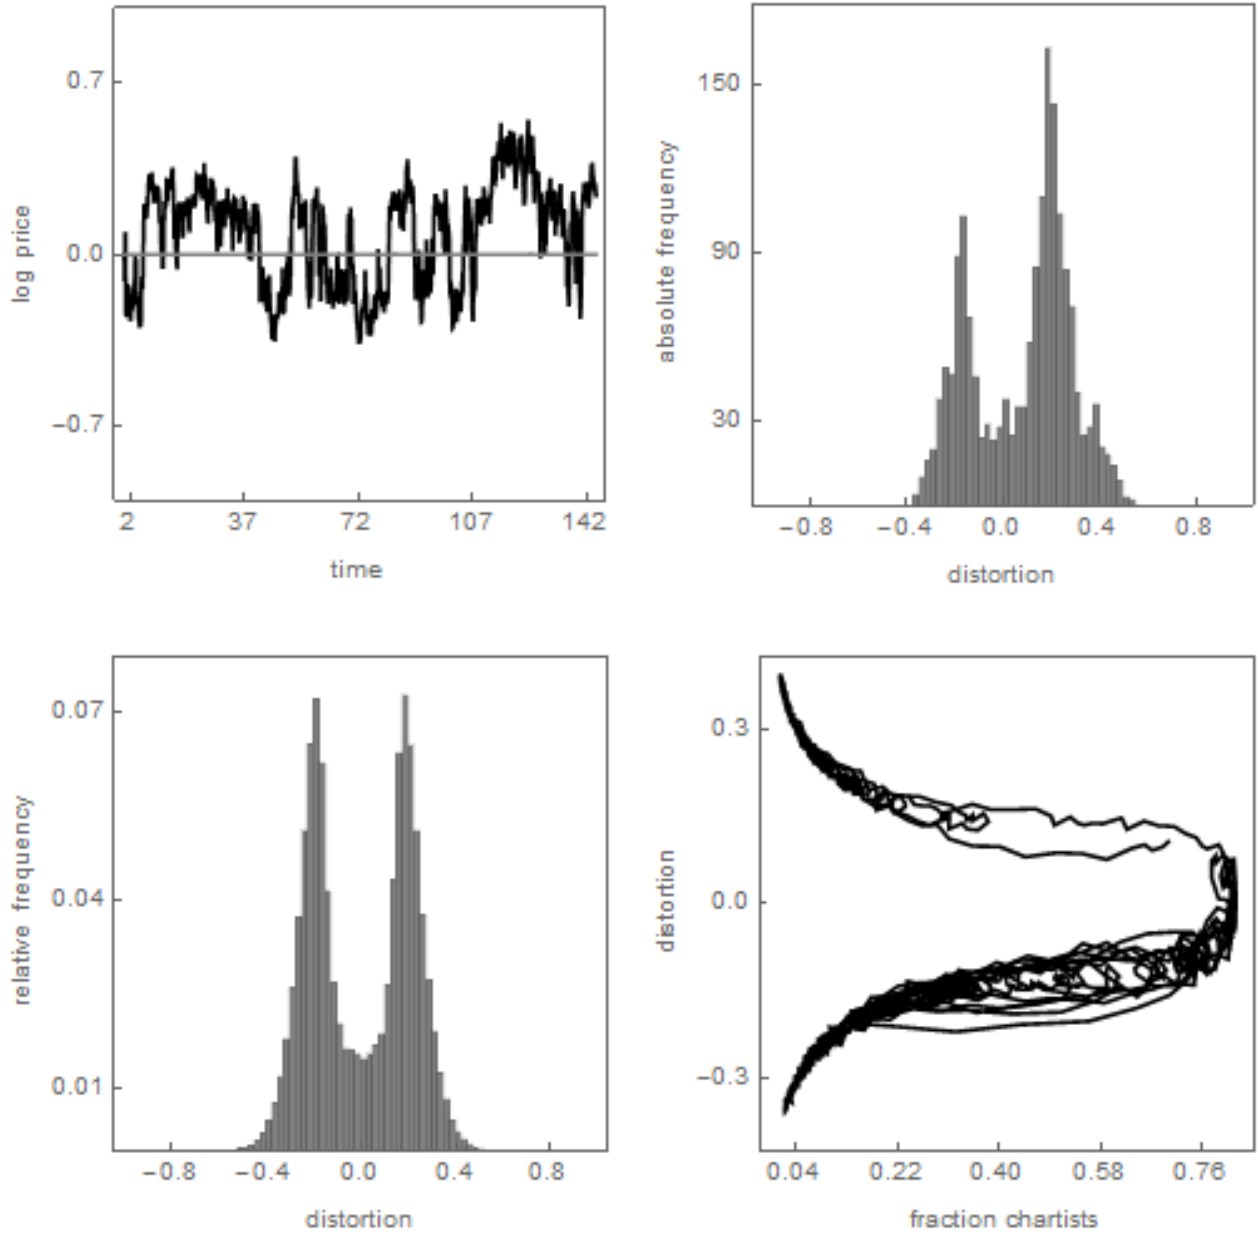 0.7
0.0
−0.7
log price
2 37 72 107 142
time
150
90
30
absolute frequency
−0.8 −0.4 0.0 0.4 0.8
distortion
0.07
0.04
0.01
relative frequency
−0.8 −0.4 0.0 0.4 0.8
distortion
0.3
0.0
−0.3
distortion
0.04 0.22 0.40 0.58 0.76
fraction chartists